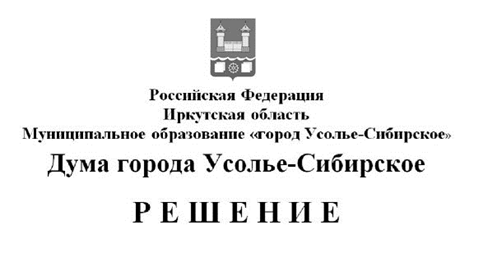 Российская Федерация
Иркутская область
Муниципальное образование «город Усолье-Сибирское»
Дума города Усолье-Сибирское
Р Е Ш Е Н И Е